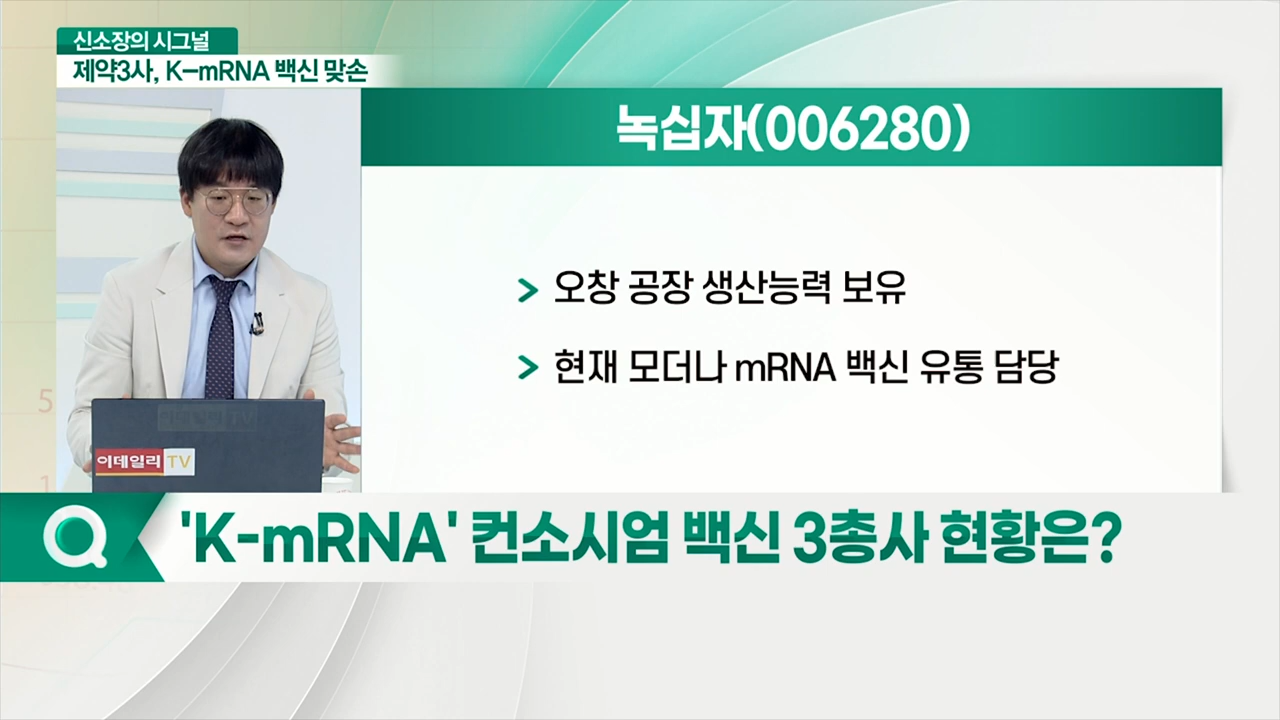 신소장의 시그널
제약3사, K-mRNA 백신 맞손
녹십자(006280)
> 오창 공장 생산능력 보유
> 현재 모더나 mRNA 백신 유통 담당
이데일리 TV
'K-mRNA' 컨소시엄 백신 3총사 현황은?